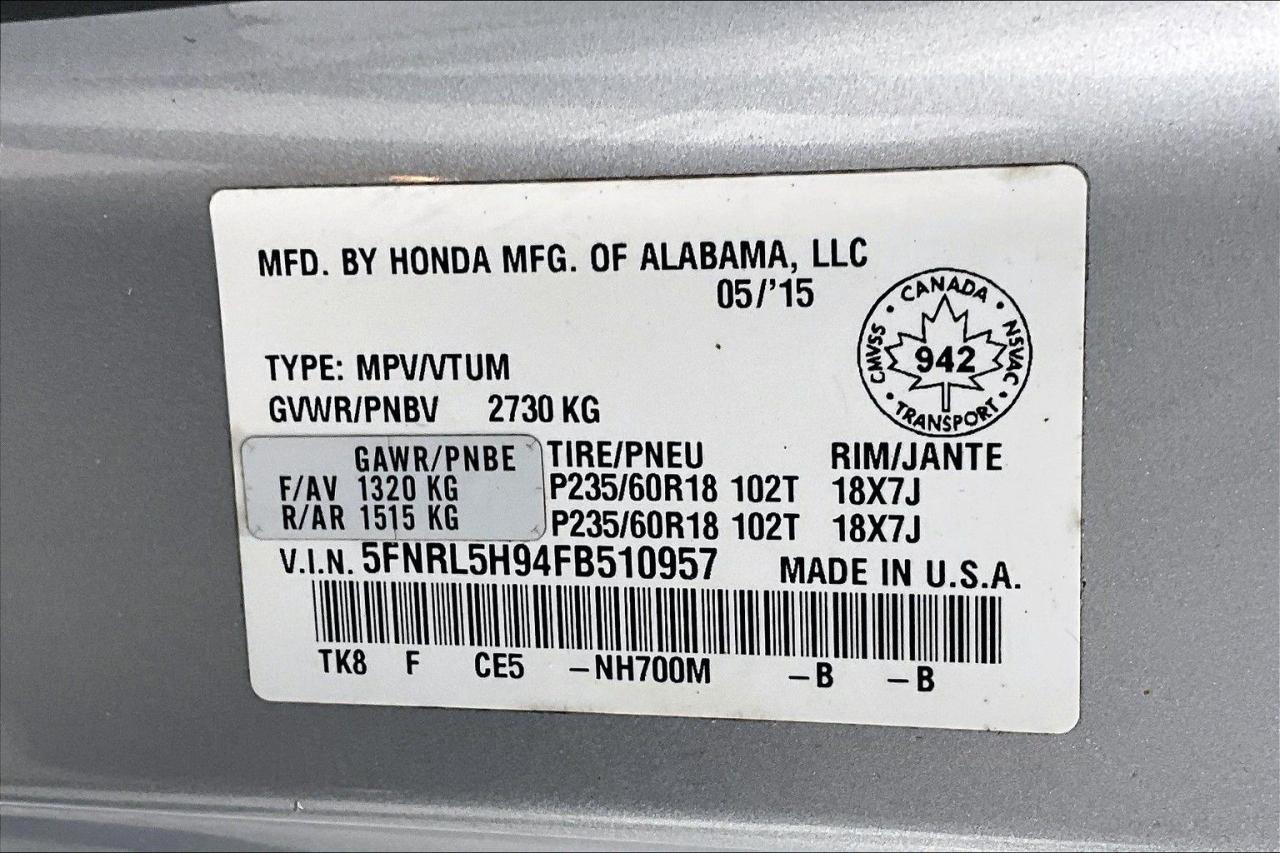 MFD. BY HONDA MFG. OF ALABAMA, LLC
05/'15
CANADA
CMVSS
942
NSVAC
TRANSPORT
TYPE: MPV/VTUM
GVWR/PNBV 2730 KG
GAWR/PNBE TIRE/PNEU RIM/JANTE
F/AV 1320 KG P235/60R18 102T 18X7J
R/AR 1515 KG P235/60R18 102T 18X7J
V.I.N. 5FNRL5H94FB510957 MADE IN U.S.A.
TK8 F CE5 –NH700M –B –B